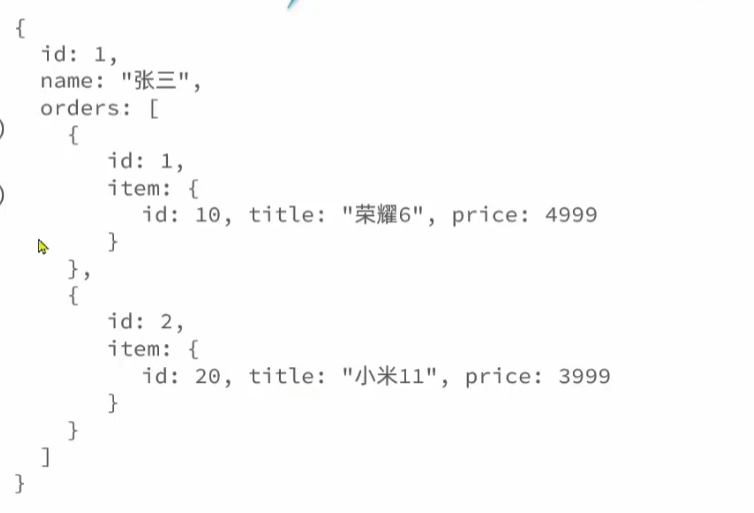 {
id: 1,
name: "张三",
orders: [
{
id: 1,
item: {
id: 10, title: "荣耀6", price: 4999
}
},
{
id: 2,
item: {
id: 20, title: "小米11", price: 3999
}
}
]
}